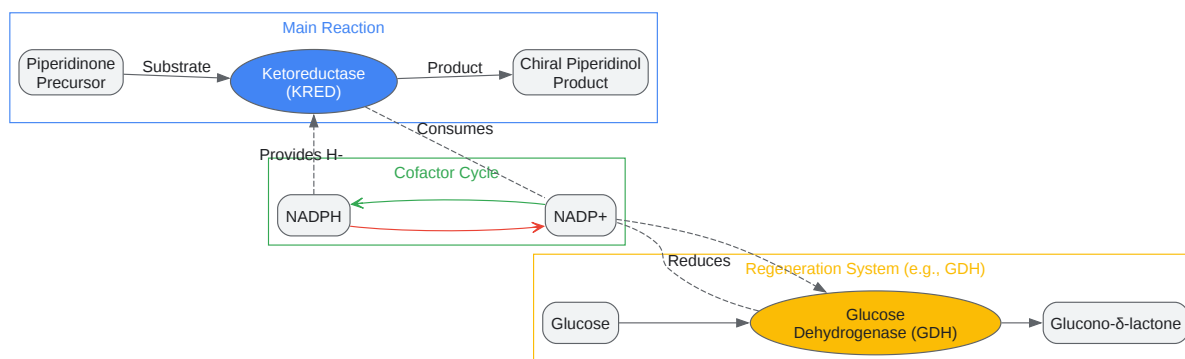 Main Reaction
Piperidinone
Precursor
Substrate
Ketoreductase
(KRED)
Product
Chiral Piperidinol
Product
Consumes
Provides H-
Cofactor Cycle
NADPH
NADP+
Reduces
Regeneration System (e.g., GDH)
Glucose
Glucose
Dehydrogenase (GDH)
Glucono-δ-lactone